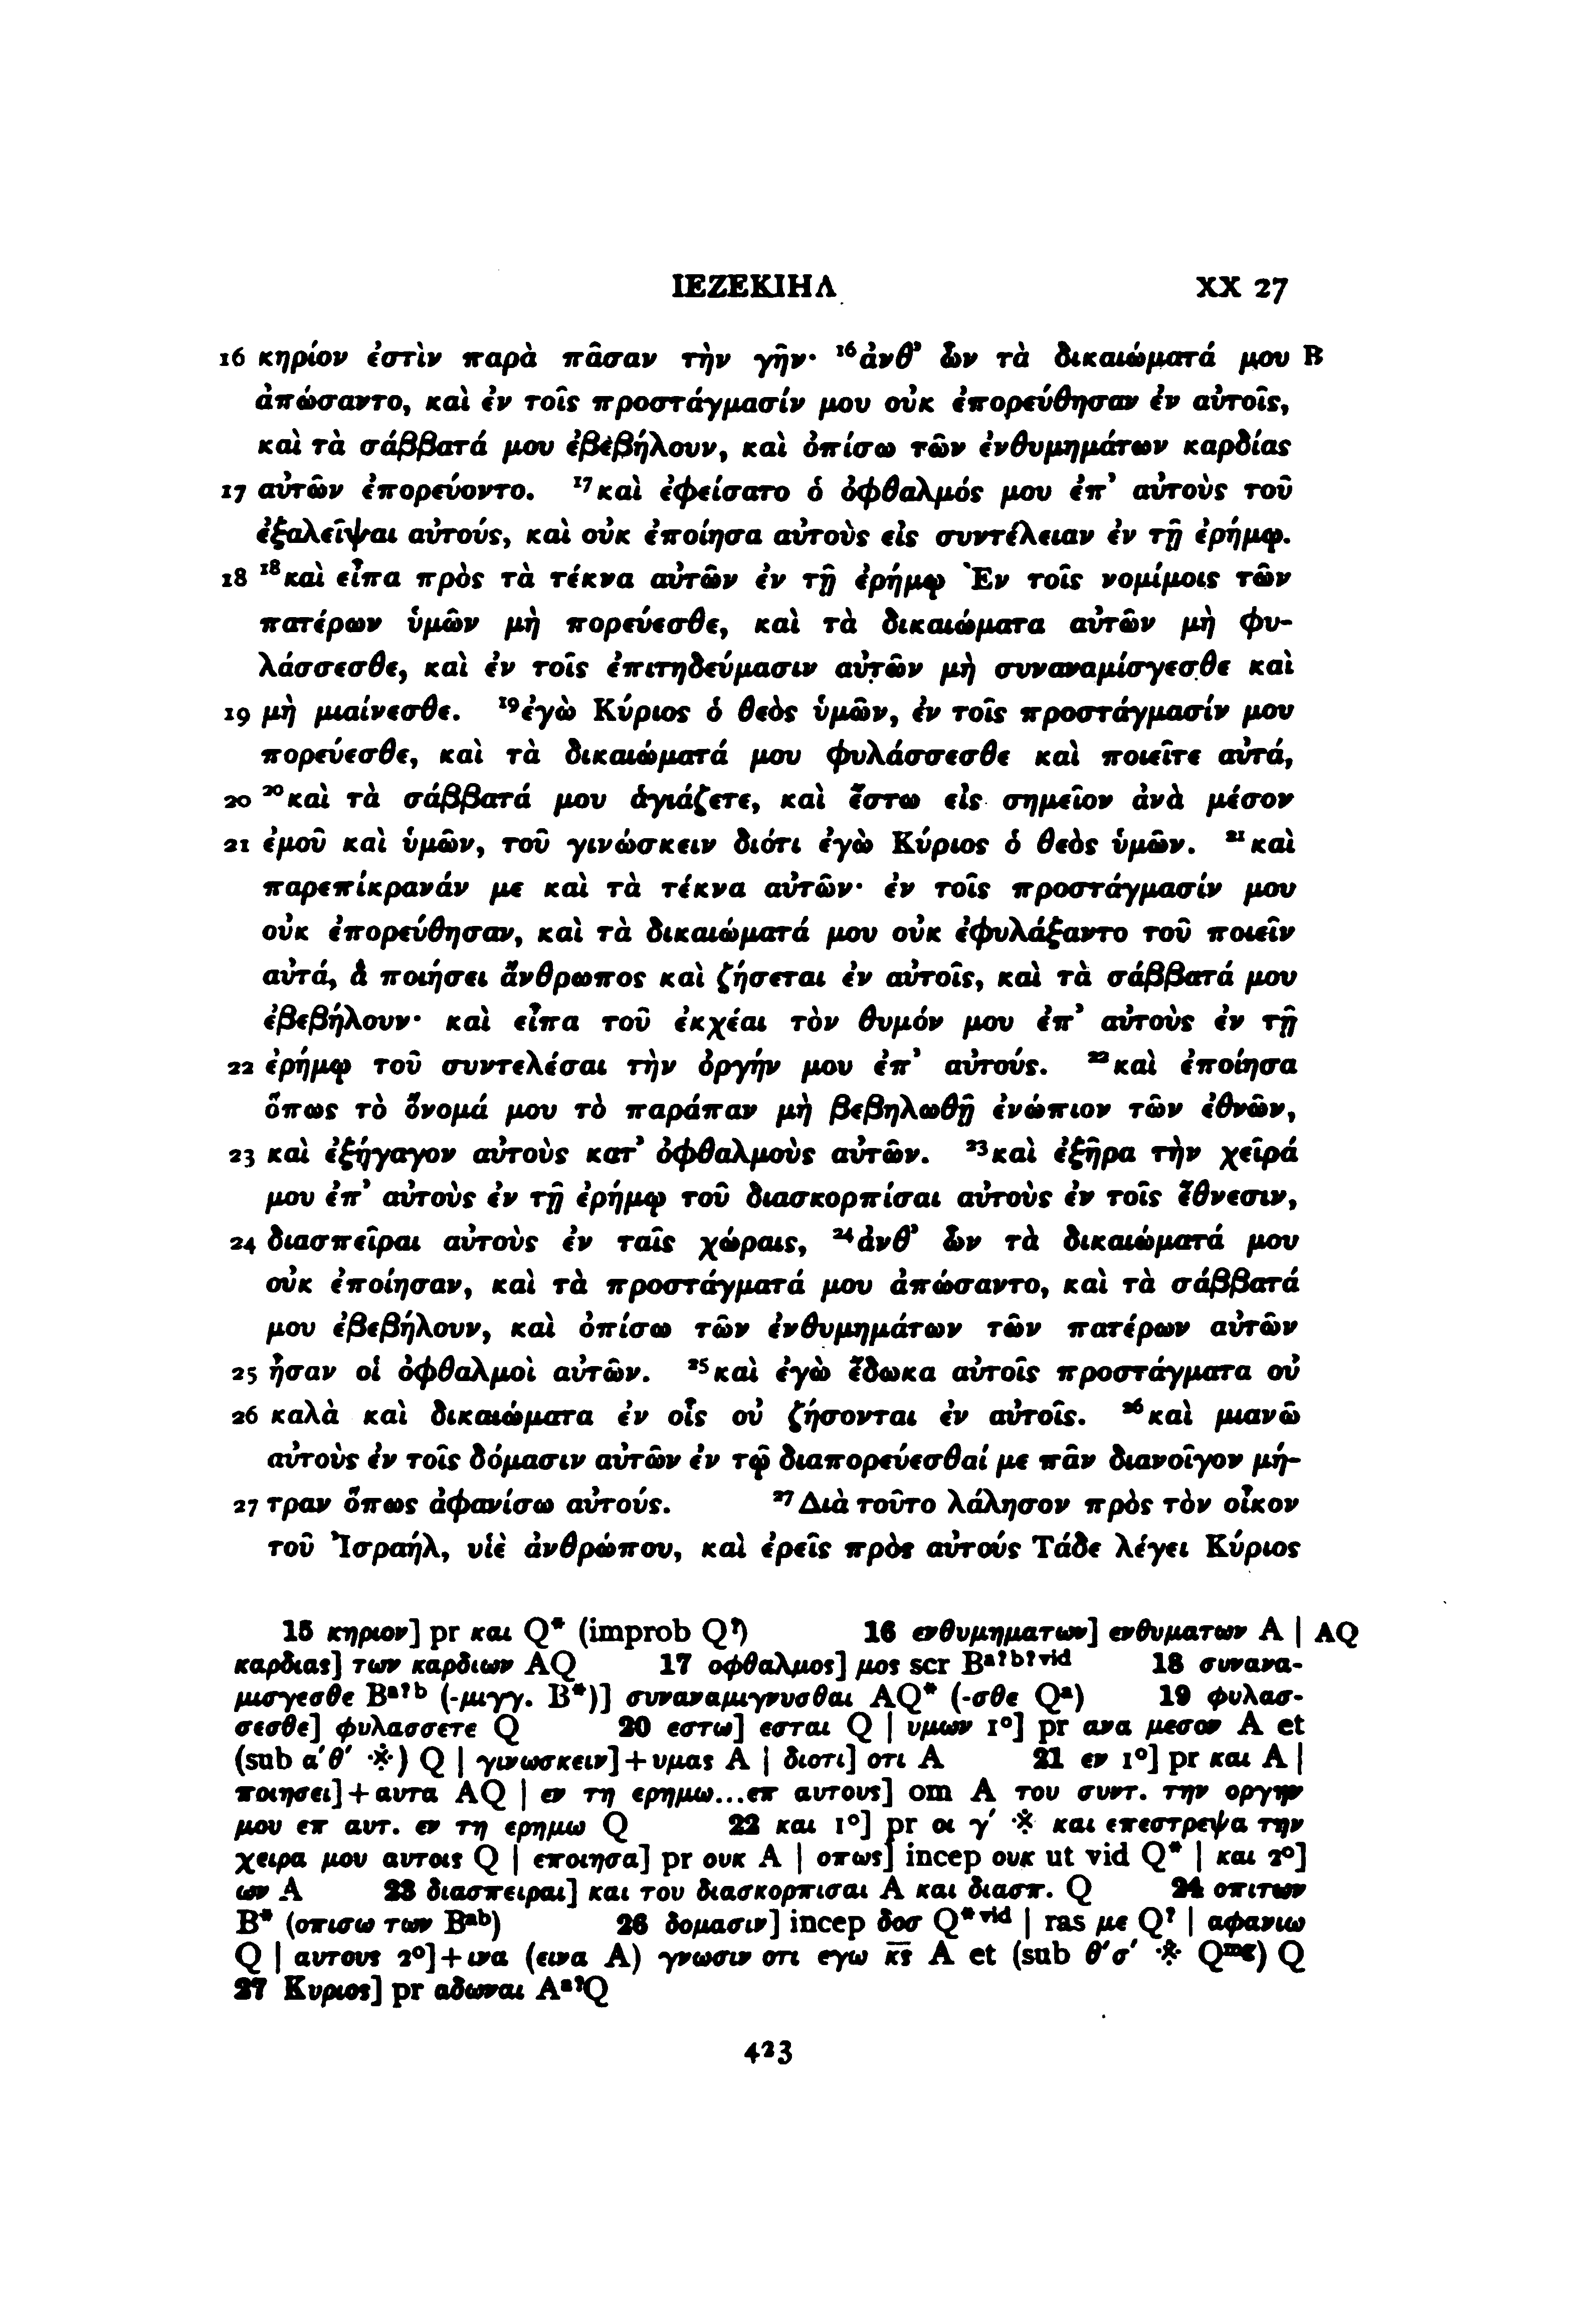 ΙΕΖΕΚΙΗΛ XX 27
16 κηρίον ἐστὶν παρὰ πᾶσαν τὴν γῆν· ¹⁶ἀνθ’ ὧν τὰ δικαιώματά μου B
ἀπώσαντο, καὶ ἐν τοῖς προστάγμασίν μου οὐκ ἐπορεύθησαν ἐν αὐτοῖς,
καὶ τὰ σάββατά μου ἐβεβήλουν, καὶ ὀπίσω τῶν ἐνθυμημάτων καρδίας
17 αὐτῶν ἐπορεύοντο. ¹⁷καὶ ἐφείσατο ὁ ὀφθαλμός μου ἐπ’ αὐτοὺς τοῦ
ἐξαλεῖψαι αὐτούς, καὶ οὐκ ἐποίησα αὐτοὺς εἰς συντέλειαν ἐν τῇ ἐρήμῳ.
18 ¹⁸καὶ εἶπα πρὸς τὰ τέκνα αὐτῶν ἐν τῇ ἐρήμῳ Ἐν τοῖς νομίμοις τῶν
πατέρων ὑμῶν μὴ πορεύεσθε, καὶ τὰ δικαιώματα αὐτῶν μὴ φυ-
λάσσεσθε, καὶ ἐν τοῖς ἐπιτηδεύμασιν αὐτῶν μὴ συναναμίσγεσθε καὶ
19 μὴ μιαίνεσθε. ¹⁹ἐγὼ Κύριος ὁ θεὸς ὑμῶν, ἐν τοῖς προστάγμασίν μου
πορεύεσθε, καὶ τὰ δικαιώματά μου φυλάσσεσθε καὶ ποιεῖτε αὐτά,
20 ²⁰καὶ τὰ σάββατά μου ἁγιάζετε, καὶ ἔστω εἰς σημεῖον ἀνὰ μέσον
21 ἐμοῦ καὶ ὑμῶν, τοῦ γινώσκειν διότι ἐγὼ Κύριος ὁ θεὸς ὑμῶν. ²¹καὶ
παρεπίκρανάν με καὶ τὰ τέκνα αὐτῶν· ἐν τοῖς προστάγμασίν μου
οὐκ ἐπορεύθησαν, καὶ τὰ δικαιώματά μου οὐκ ἐφυλάξαντο τοῦ ποιεῖν
αὐτά, ἃ ποιήσει ἄνθρωπος καὶ ζήσεται ἐν αὐτοῖς, καὶ τὰ σάββατά μου
ἐβεβήλουν· καὶ εἶπα τοῦ ἐκχέαι τὸν θυμόν μου ἐπ’ αὐτοὺς ἐν τῇ
22 ἐρήμῳ τοῦ συντελέσαι τὴν ὀργήν μου ἐπ’ αὐτούς. ²²καὶ ἐποίησα
ὅπως τὸ ὄνομά μου τὸ παράπαν μὴ βεβηλωθῇ ἐνώπιον τῶν ἐθνῶν,
23 καὶ ἐξήγαγον αὐτοὺς κατ’ ὀφθαλμοὺς αὐτῶν. ²³καὶ ἐξῆρα τὴν χεῖρά
μου ἐπ’ αὐτοὺς ἐν τῇ ἐρήμῳ τοῦ διασκορπίσαι αὐτοὺς ἐν τοῖς ἔθνεσιν,
24 διασπεῖραι αὐτοὺς ἐν ταῖς χώραις, ²⁴ἀνθ’ ὧν τὰ δικαιώματά μου
οὐκ ἐποίησαν, καὶ τὰ προστάγματά μου ἀπώσαντο, καὶ τὰ σάββατά
μου ἐβεβήλουν, καὶ ὀπίσω τῶν ἐνθυμημάτων τῶν πατέρων αὐτῶν
25 ἦσαν οἱ ὀφθαλμοὶ αὐτῶν. ²⁵καὶ ἐγὼ ἔδωκα αὐτοῖς προστάγματα οὐ
26 καλὰ καὶ δικαιώματα ἐν οἷς οὐ ζήσονται ἐν αὐτοῖς. ²⁶καὶ μιανῶ
αὐτοὺς ἐν τοῖς δόμασιν αὐτῶν ἐν τῷ διαπορεύεσθαί με πᾶν διανοῖγον μή-
27 τραν ὅπως ἀφανίσω αὐτούς. ²⁷Διὰ τοῦτο λάλησον πρὸς τὸν οἶκον
τοῦ Ἰσραήλ, υἱὲ ἀνθρώπου, καὶ ἐρεῖς πρὸς αὐτούς Τάδε λέγει Κύριος
15 κηριον] pr και Q* (improb Q?) 16 ενθυμηματων] ενθυματων A | AQ
καρδιας] των καρδιων AQ 17 οφθαλμος] μος scr Bᵃ?ᵇ?ᵛⁱᵈ 18 συνανα-
μισγεσθε Bᵃ?ᵇ (-μιγγ. B*)] συναναμιγνυσθαι AQ* (-σθε Qᵃ) 19 φυλασ-
σεσθε] φυλασσετε Q 20 εστω] εσται Q | υμων 1°] pr ανα μεσον A et
(sub α′ θ′ ※) Q | γινωσκειν]+υμας A | διοτι] οτι A 21 εν 1°] pr και A |
ποιησει]+αυτα AQ | εν τη ερημω...επ αυτους] om A του συντ. την οργην
μου επ αυτ. εν τη ερημω Q 22 και 1°] pr οι γ′ ※ και επεστρεψα την
χειρα μου αυτοις Q | εποιησα] pr ουκ A | οπως] incep ουκ ut vid Q* | και 2°]
ων A 23 διασπειραι] και του διασκορπισαι A και διασπ. Q 24 οπιτων
B* (οπισω των Bᵃᵇ) 26 δομασιν] incep δοσ Q*ᵛⁱᵈ | ras με Q? | αφανιω
Q | αυτους 2°]+ινα (εινα A) γνωσιν οτι εγω κ̅ς̅ A et (sub θ′ σ′ ※ Qᵐᵍ) Q
27 Κυριος] pr αδωναι Aᵃ?Q
423